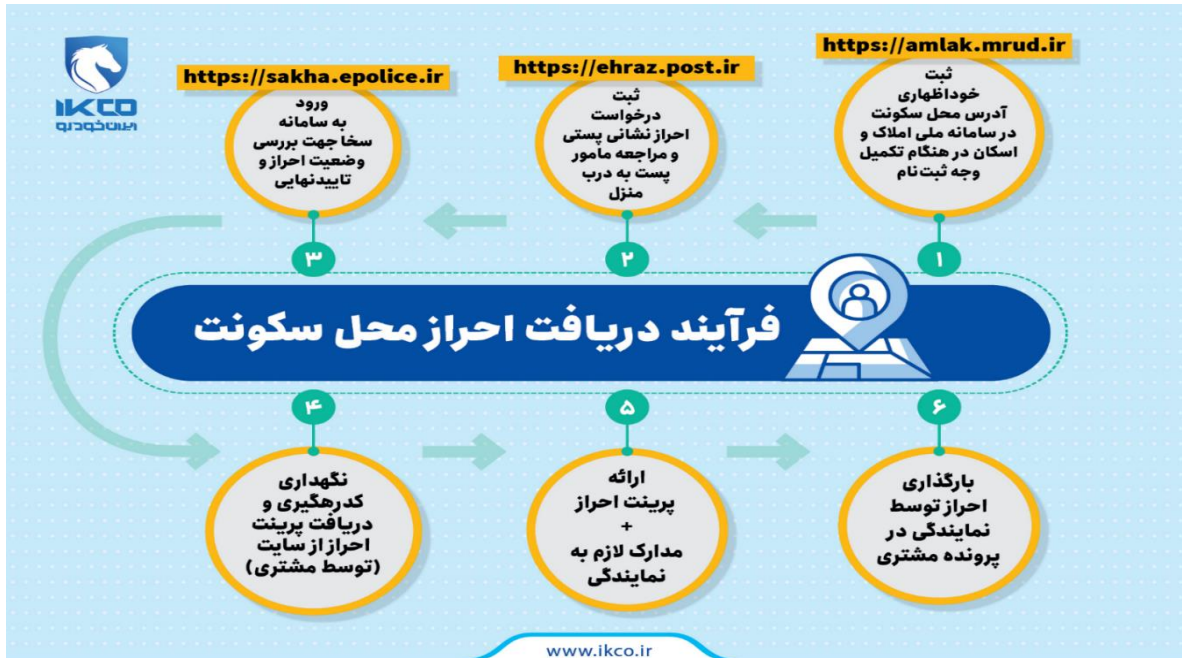 IKCO
ایران‌خودرو
https://amlak.mrud.ir
ثبت
خوداظهاری
آدرس محل سکونت
در سامانه ملی املاک و
اسکان در هنگام تکمیل
وجه ثبت‌نام
۱
https://ehraz.post.ir
ثبت
درخواست
احراز نشانی پستی
و مراجعه مامور
پست به درب
منزل
۲
https://sakha.epolice.ir
ورود
به سامانه
سخا جهت بررسی
وضعیت احراز و
تاییدنهایی
۳
فرآیند دریافت احراز محل سکونت
۴
نگهداری
کدرهگیری و
دریافت پرینت
احراز از سایت
(توسط مشتری)
۵
ارائه
پرینت احراز
+
مدارک لازم به
نمایندگی
۶
بارگذاری
احراز توسط
نمایندگی در
پرونده مشتری
www.ikco.ir